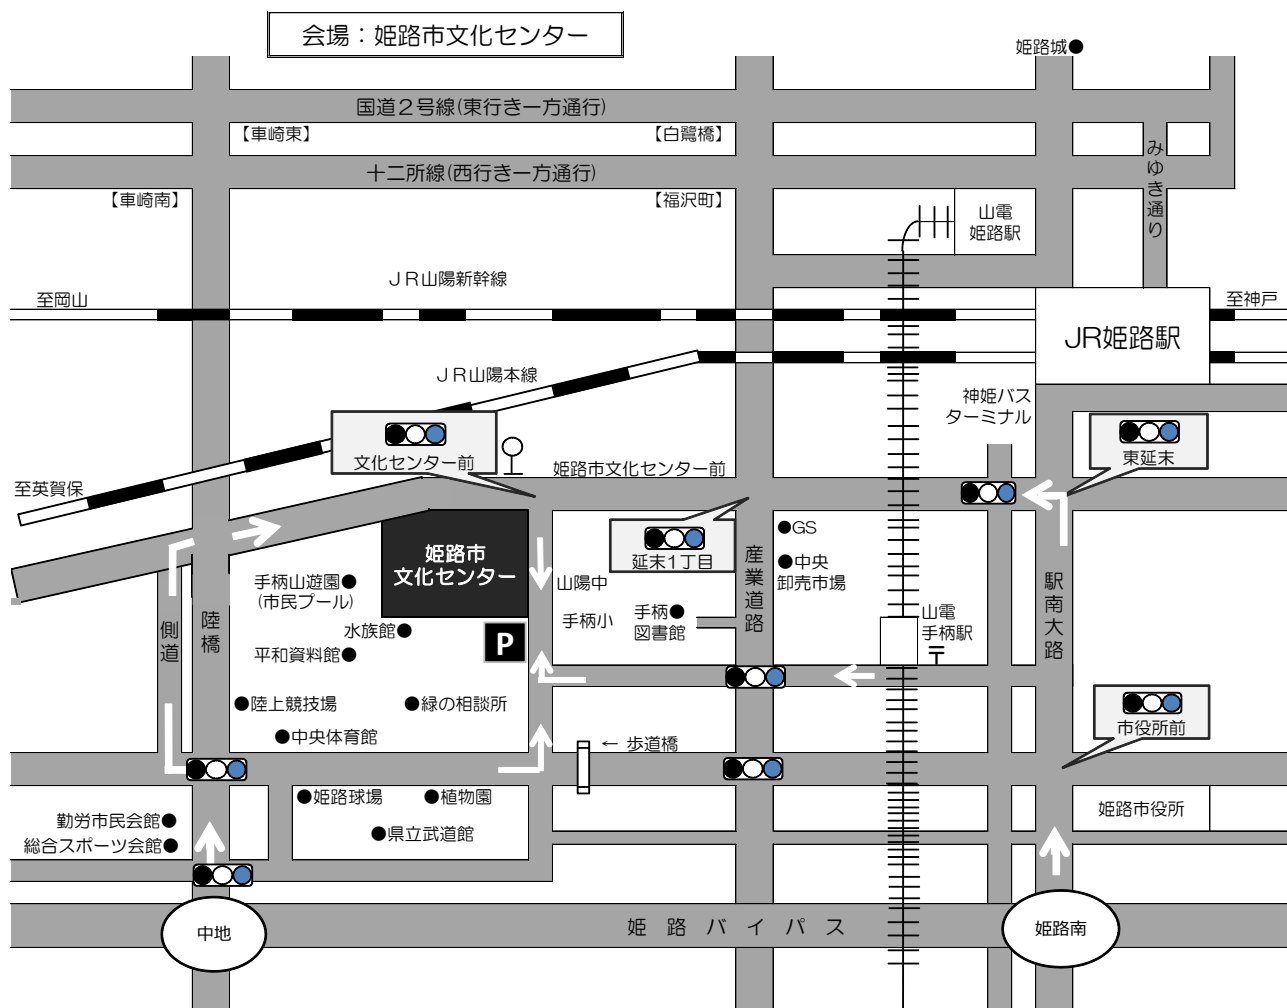 会場：姫路市文化センター
姫路城●
国道２号線(東行き一方通行)
【車崎東】
【白鷺橋】
みゆき通り
十二所線(西行き一方通行)
【車崎南】
【福沢町】
山電
姫路駅
ＪＲ山陽新幹線
至岡山
至神戸
JR姫路駅
ＪＲ山陽本線
神姫バス
ターミナル
文化センター前
姫路市文化センター前
東延末
至英賀保
●GS
姫路市
文化センター
延末１丁目
産業道路
●中央
卸売市場
手柄山遊園●
(市民プール)
山陽中
駅南大路
陸橋
側道
手柄小
手柄●
図書館
山電
手柄駅
〒
水族館●
P
平和資料館●
●陸上競技場
●緑の相談所
市役所前
●中央体育館
← 歩道橋
●姫路球場
●植物園
姫路市役所
勤労市民会館●
●県立武道館
総合スポーツ会館●
中地
姫路バイパス
姫路南